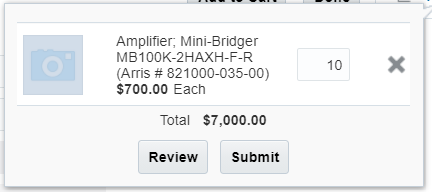 Amplifier; Mini-Bridger
MB100K-2HAXH-F-R
(Arris # 821000-035-00)
$700.00 Each
10
Total $7,000.00
Review
Submit